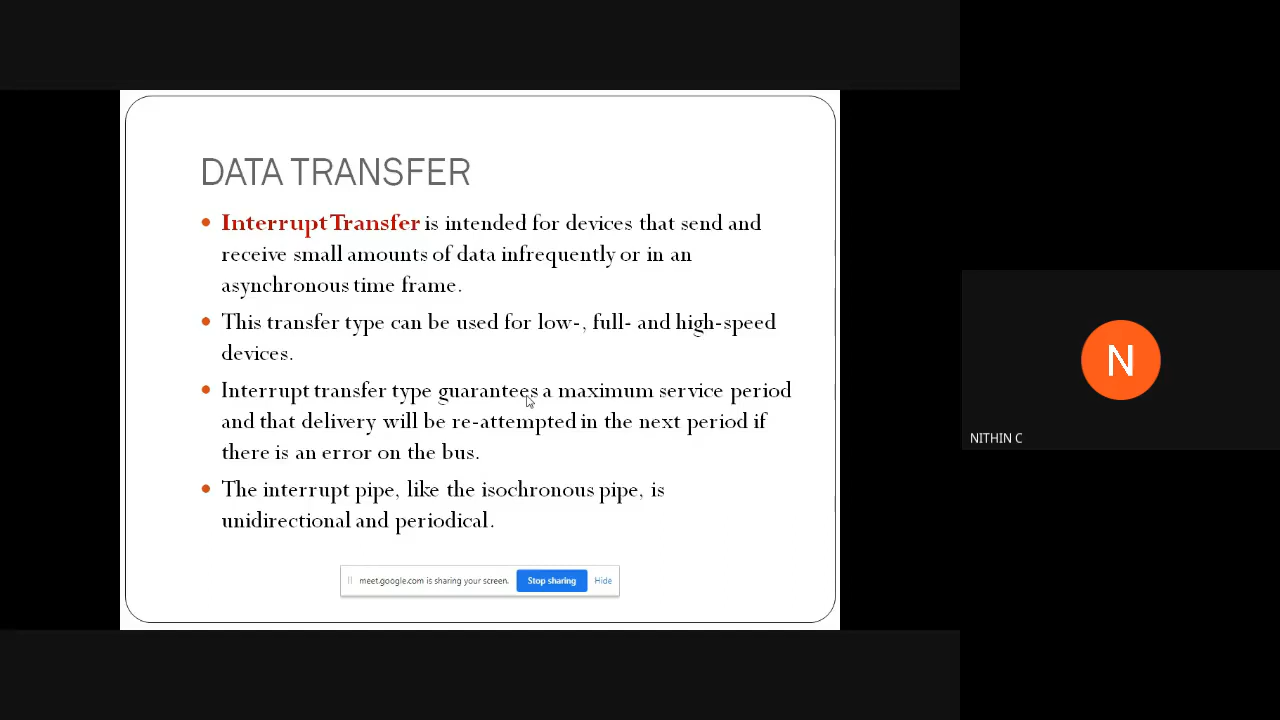 DATA TRANSFER
• Interrupt Transfer is intended for devices that send and
receive small amounts of data infrequently or in an
asynchronous time frame.
• This transfer type can be used for low-, full- and high-speed
devices.
• Interrupt transfer type guarantees a maximum service period
and that delivery will be re-attempted in the next period if
there is an error on the bus.
• The interrupt pipe, like the isochronous pipe, is
unidirectional and periodical.
meet.google.com is sharing your screen. Stop sharing Hide
N
NITHIN C